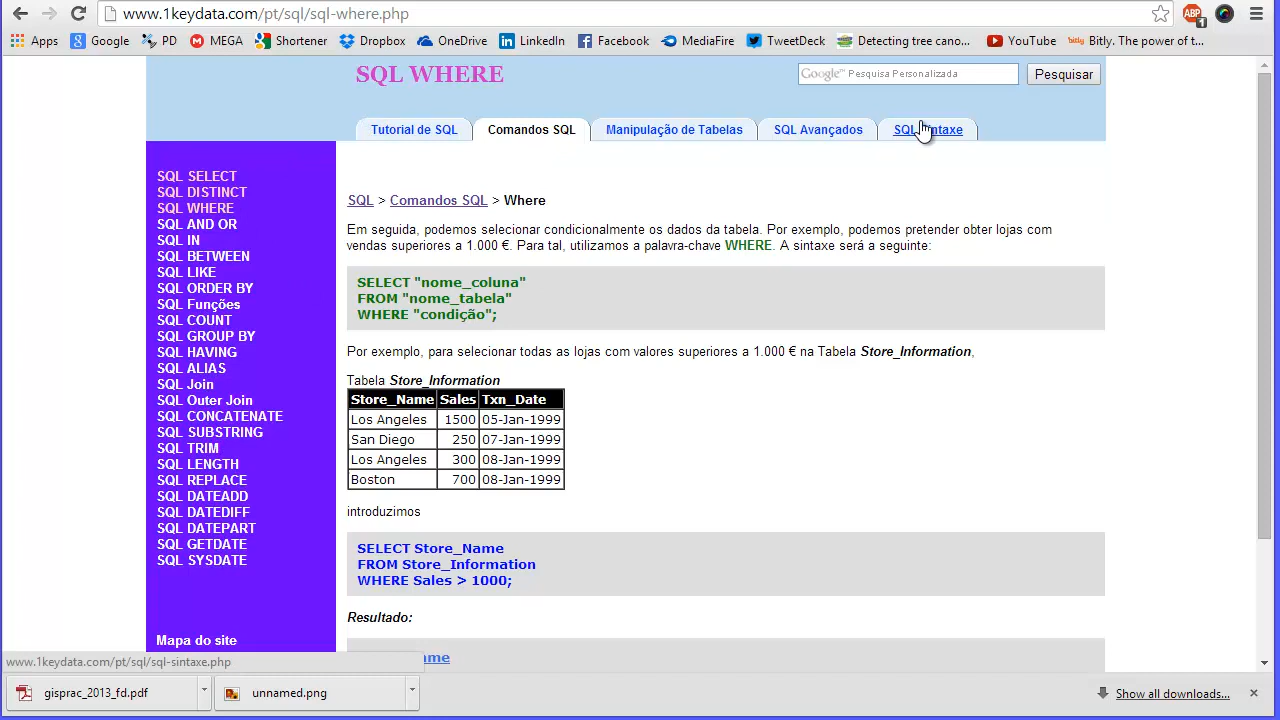 www.1keydata.com/pt/sql/sql-where.php
ABP 1
Apps Google PD MEGA Shortener Dropbox OneDrive LinkedIn Facebook MediaFire TweetDeck Detecting tree cano... YouTube bitly Bitly. The power of t...
SQL WHERE
Google Pesquisa Personalizada Pesquisar
Tutorial de SQL Comandos SQL Manipulação de Tabelas SQL Avançados SQL Sintaxe
SQL SELECT
SQL DISTINCT
SQL WHERE
SQL AND OR
SQL IN
SQL BETWEEN
SQL LIKE
SQL ORDER BY
SQL Funções
SQL COUNT
SQL GROUP BY
SQL HAVING
SQL ALIAS
SQL Join
SQL Outer Join
SQL CONCATENATE
SQL SUBSTRING
SQL TRIM
SQL LENGTH
SQL REPLACE
SQL DATEADD
SQL DATEDIFF
SQL DATEPART
SQL GETDATE
SQL SYSDATE
Mapa do site
SQL > Comandos SQL > Where
Em seguida, podemos selecionar condicionalmente os dados da tabela. Por exemplo, podemos pretender obter lojas com
vendas superiores a 1.000 €. Para tal, utilizamos a palavra-chave WHERE. A sintaxe será a seguinte:
SELECT "nome_coluna"
FROM "nome_tabela"
WHERE "condição";
Por exemplo, para selecionar todas as lojas com valores superiores a 1.000 € na Tabela Store_Information,
Tabela Store_Information
Store_Name Sales Txn_Date
Los Angeles 1500 05-Jan-1999
San Diego 250 07-Jan-1999
Los Angeles 300 08-Jan-1999
Boston 700 08-Jan-1999
introduzimos
SELECT Store_Name
FROM Store_Information
WHERE Sales > 1000;
Resultado:
www.1keydata.com/pt/sql/sql-sintaxe.php
gisprac_2013_fd.pdf unnamed.png Show all downloads...